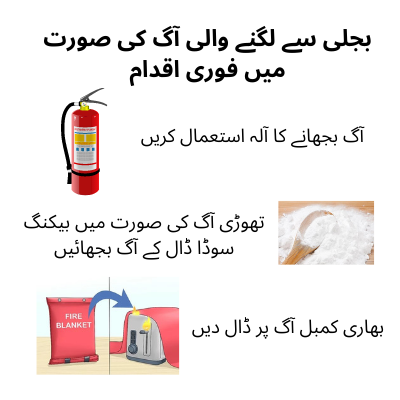 بجلی سے لگنے والی آگ کی صورت
میں فوری اقدام
آگ بجھانے کا آلہ استعمال کریں
تھوڑی آگ کی صورت میں بیکنگ
سوڈا ڈال کے آگ بجھائیں
FIRE
BLANKET
بھاری کمبل آگ پر ڈال دیں